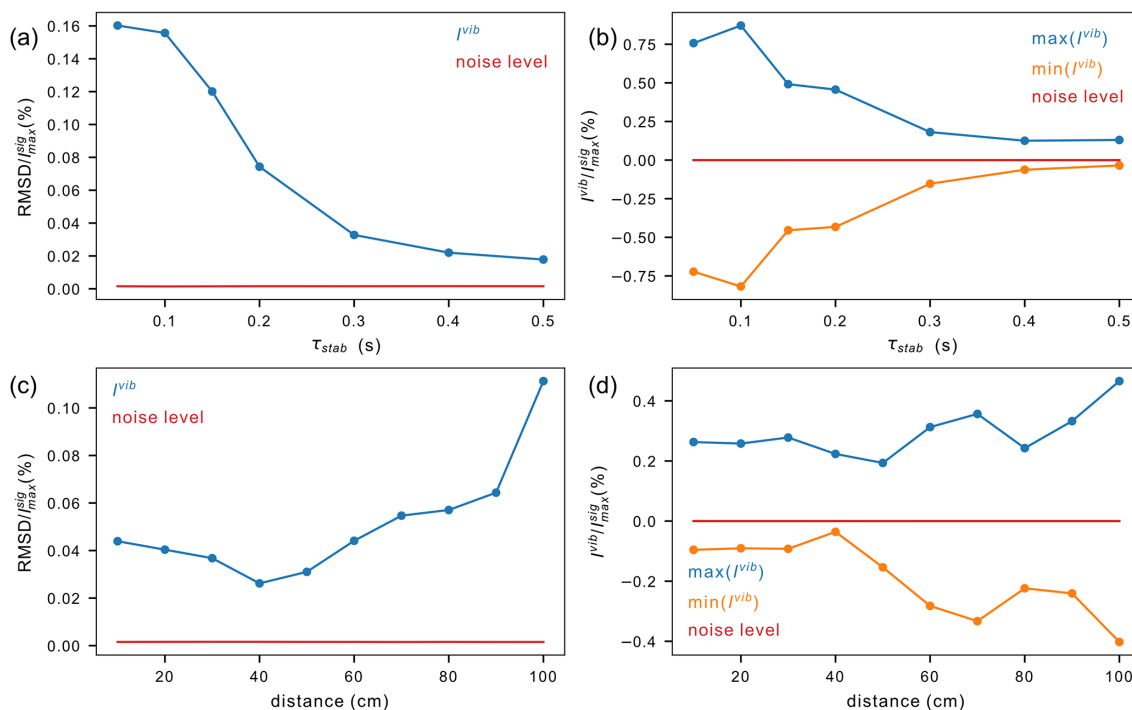 (a)
I^vib
noise level
RMSD/I^sig_max(%)
0.16
0.14
0.12
0.10
0.08
0.06
0.04
0.02
0.00
0.1 0.2 0.3 0.4 0.5
τ_stab (s)
(b)
max(I^vib)
min(I^vib)
noise level
I^vib/I^sig_max(%)
0.75
0.50
0.25
0.00
−0.25
−0.50
−0.75
0.1 0.2 0.3 0.4 0.5
τ_stab (s)
(c)
I^vib
noise level
RMSD/I^sig_max(%)
0.10
0.08
0.06
0.04
0.02
0.00
20 40 60 80 100
distance (cm)
(d)
I^vib/I^sig_max(%)
0.4
0.2
0.0
−0.2
−0.4
max(I^vib)
min(I^vib)
noise level
20 40 60 80 100
distance (cm)